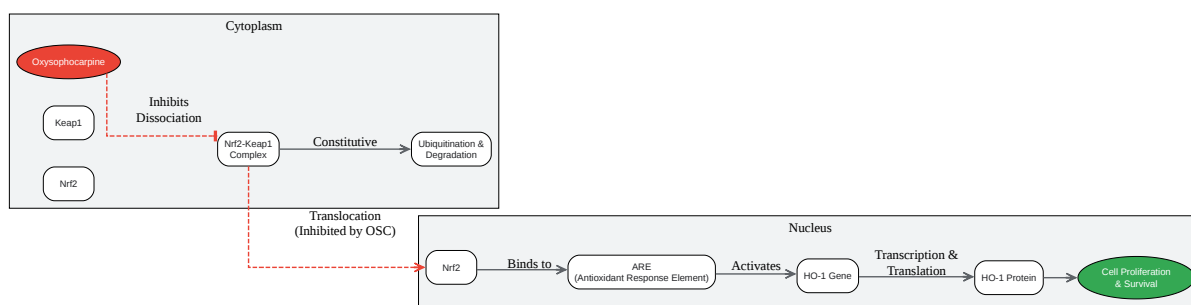 Cytoplasm
Oxysophocarpine
Inhibits
Dissociation
Keap1
Nrf2-Keap1
Complex
Constitutive
Ubiquitination &
Degradation
Nrf2
Translocation
(Inhibited by OSC)
Nucleus
Nrf2
Binds to
ARE
(Antioxidant Response Element)
Activates
HO-1 Gene
Transcription &
Translation
HO-1 Protein
Cell Proliferation
& Survival